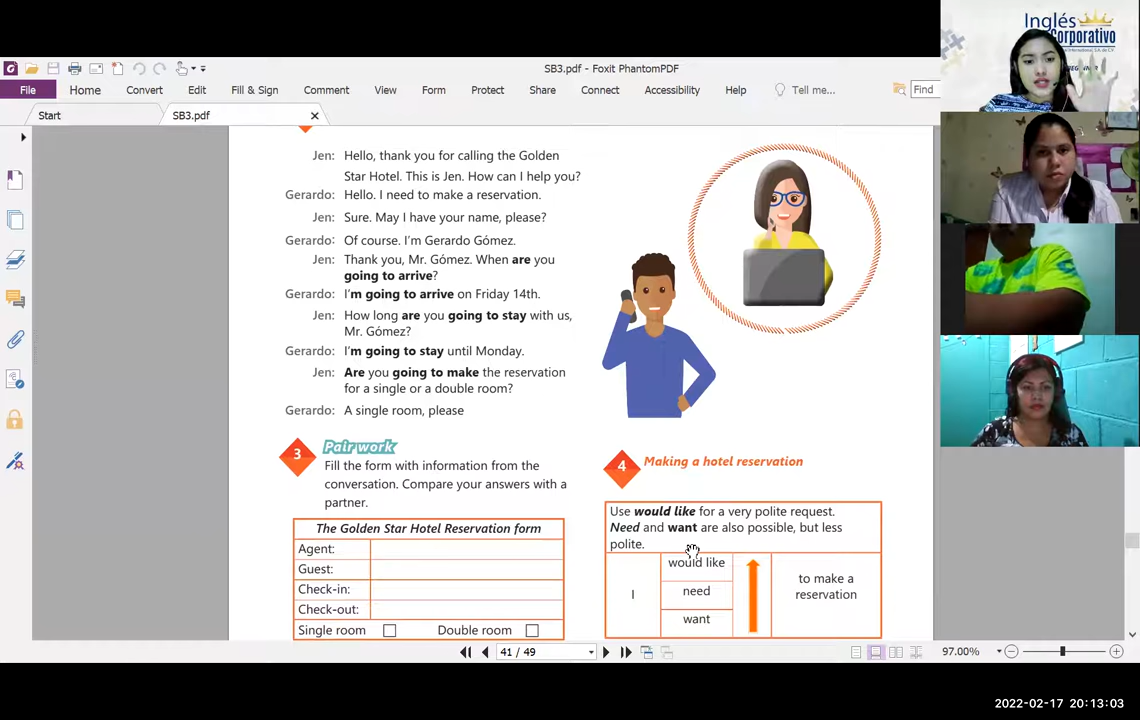 Inglés
Corporativo
SB3.pdf - Foxit PhantomPDF
File Home Convert Edit Fill & Sign Comment View Form Protect Share Connect Accessibility Help Tell me... Find
Start SB3.pdf
Jen: Hello, thank you for calling the Golden
Star Hotel. This is Jen. How can I help you?
Gerardo: Hello. I need to make a reservation.
Jen: Sure. May I have your name, please?
Gerardo: Of course. I'm Gerardo Gómez.
Jen: Thank you, Mr. Gómez. When are you
going to arrive?
Gerardo: I'm going to arrive on Friday 14th.
Jen: How long are you going to stay with us,
Mr. Gómez?
Gerardo: I'm going to stay until Monday.
Jen: Are you going to make the reservation
for a single or a double room?
Gerardo: A single room, please
3 Pair work
Fill the form with information from the
conversation. Compare your answers with a
partner.
The Golden Star Hotel Reservation form
Agent:
Guest:
Check-in:
Check-out:
Single room Double room
4 Making a hotel reservation
Use would like for a very polite request.
Need and want are also possible, but less
polite.
I
would like
need
want
to make a
reservation
41 / 49
97.00%
2022-02-17 20:13:03